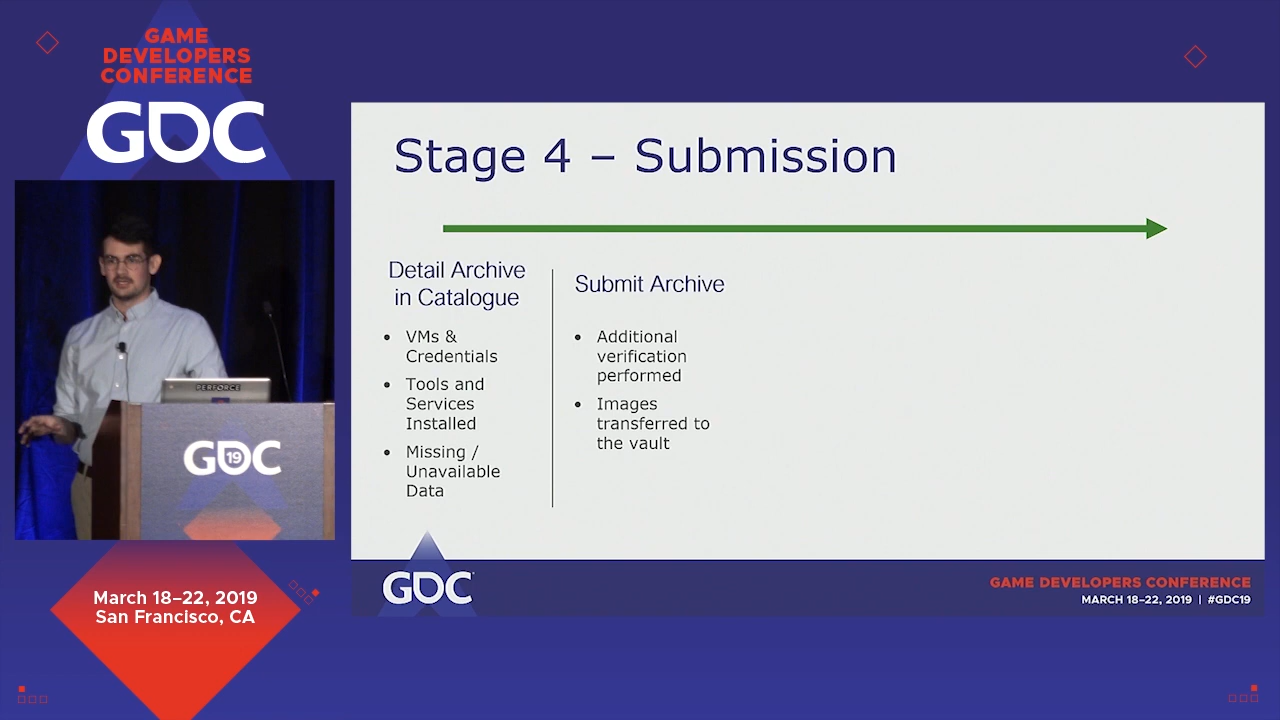 GAME
DEVELOPERS
CONFERENCE
GDC
PERFORCE
GDC
19
March 18–22, 2019
San Francisco, CA
Stage 4 – Submission
Detail Archive
in Catalogue
• VMs &
Credentials
• Tools and
Services
Installed
• Missing /
Unavailable
Data
Submit Archive
• Additional
verification
performed
• Images
transferred to
the vault
GDC
GAME DEVELOPERS CONFERENCE
MARCH 18–22, 2019 | #GDC19